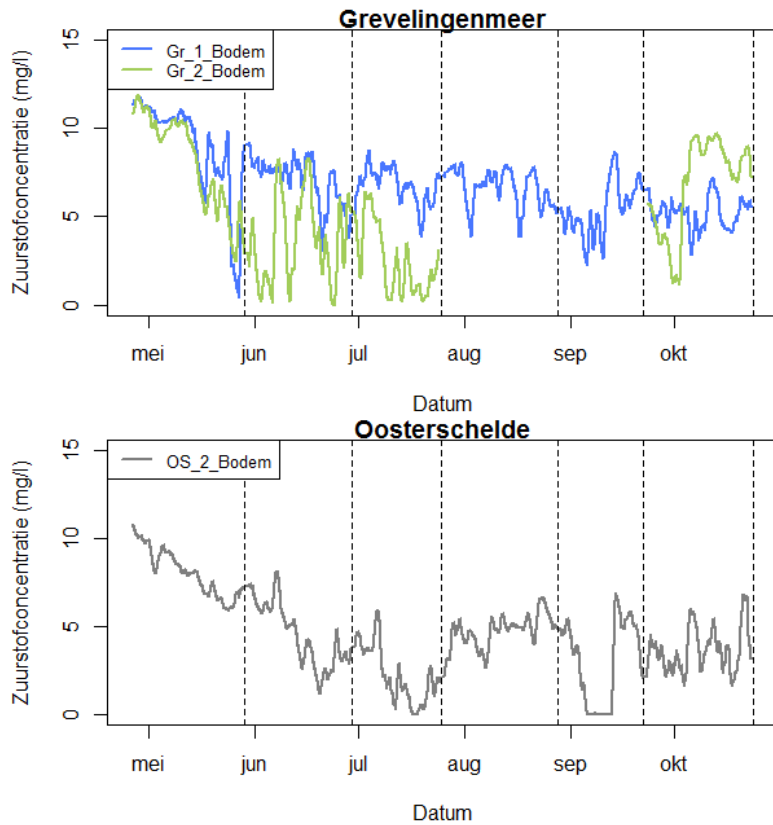 Grevelingenmeer
Zuurstofconcentratie (mg/l)
15
10
5
0
Gr_1_Bodem
Gr_2_Bodem
mei jun jul aug sep okt
Datum
Oosterschelde
Zuurstofconcentratie (mg/l)
15
10
5
0
OS_2_Bodem
mei jun jul aug sep okt
Datum